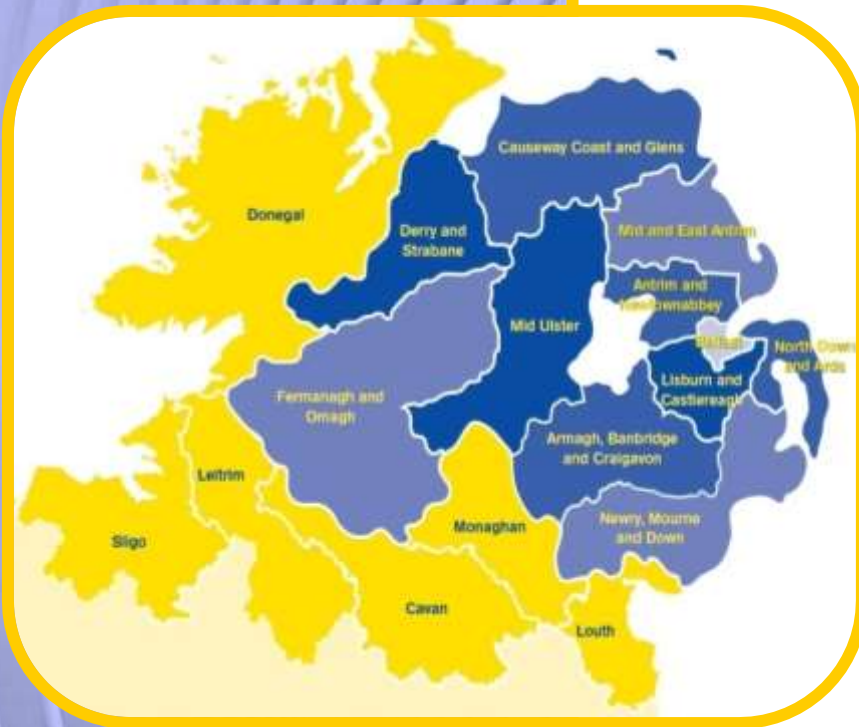 Causeway Coast and Glens
Donegal
Derry and
Strabane
Mid and East Antrim
Antrim and
Newtownabbey
Mid Ulster
Belfast
North Down
and Ards
Lisburn and
Castlereagh
Fermanagh and
Omagh
Armagh, Banbridge
and Craigavon
Leitrim
Sligo
Monaghan
Newry, Mourne
and Down
Cavan
Louth